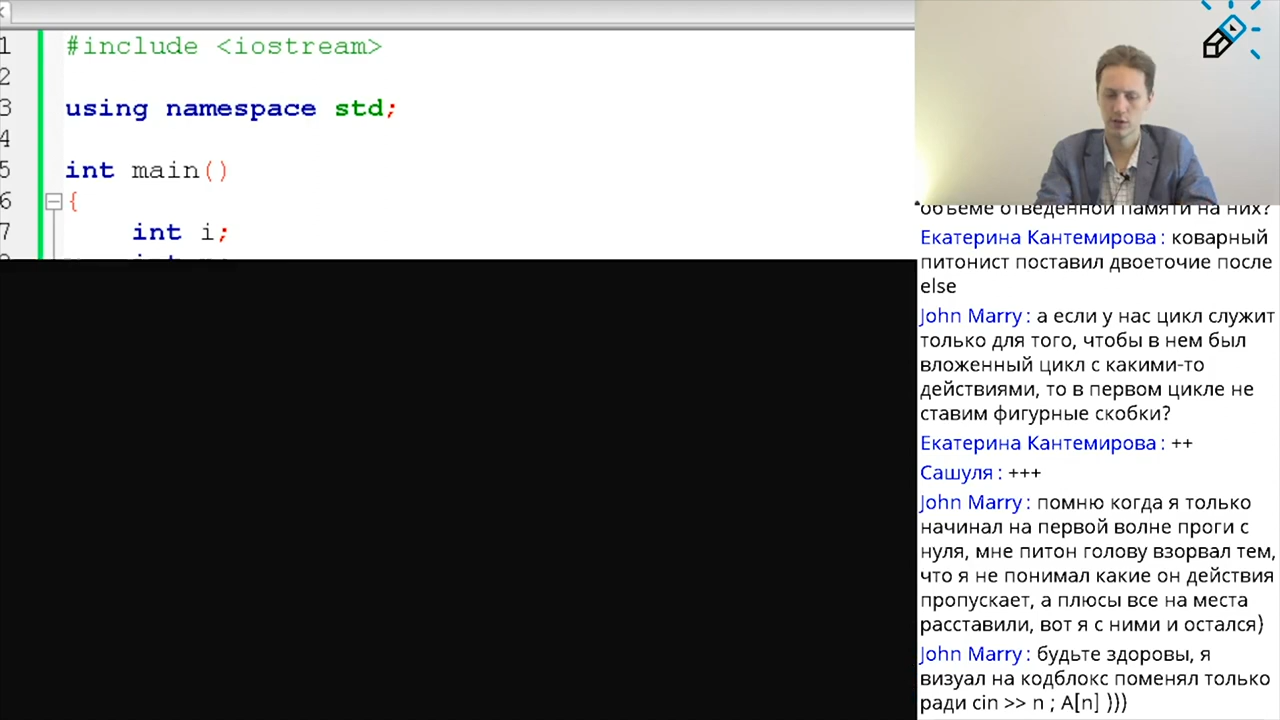 1 #include <iostream>
2
3 using namespace std;
4
5 int main()
6 {
7 int i;
объеме отведенной памяти на них?
Екатерина Кантемирова : коварный
питонист поставил двоеточие после
else
John Marry : а если у нас цикл служит
только для того, чтобы в нем был
вложенный цикл с какими-то
действиями, то в первом цикле не
ставим фигурные скобки?
Екатерина Кантемирова : ++
Сашуля : +++
John Marry : помню когда я только
начинал на первой волне проги с
нуля, мне питон голову взорвал тем,
что я не понимал какие он действия
пропускает, а плюсы все на места
расставили, вот я с ними и остался)
John Marry : будьте здоровы, я
визуал на кодблокс поменял только
ради cin >> n ; A[n] )))